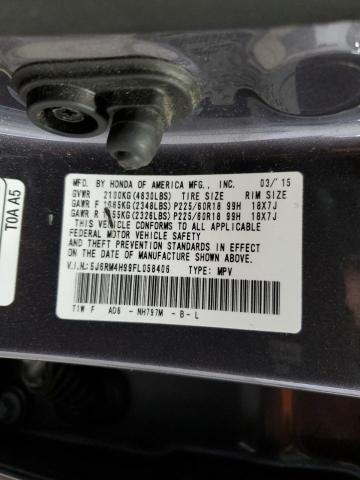 MFD. BY HONDA OF AMERICA MFG., INC. 03/'15
GVWR 2100KG(4630LBS) TIRE SIZE RIM SIZE
GAWR F 1065KG(2348LBS) P225/60R18 99H 18X7J
GAWR R 1055KG(2326LBS) P225/60R18 99H 18X7J
THIS VEHICLE CONFORMS TO ALL APPLICABLE
FEDERAL MOTOR VEHICLE SAFETY
STANDARDS IN EFFECT ON THE DATE OF
MANUFACTURE SHOWN ABOVE.
V.I.N.: 5J6RM4H99FL058406 TYPE: MPV
T1W F AD6 -NH797M -B-L
T0A A5